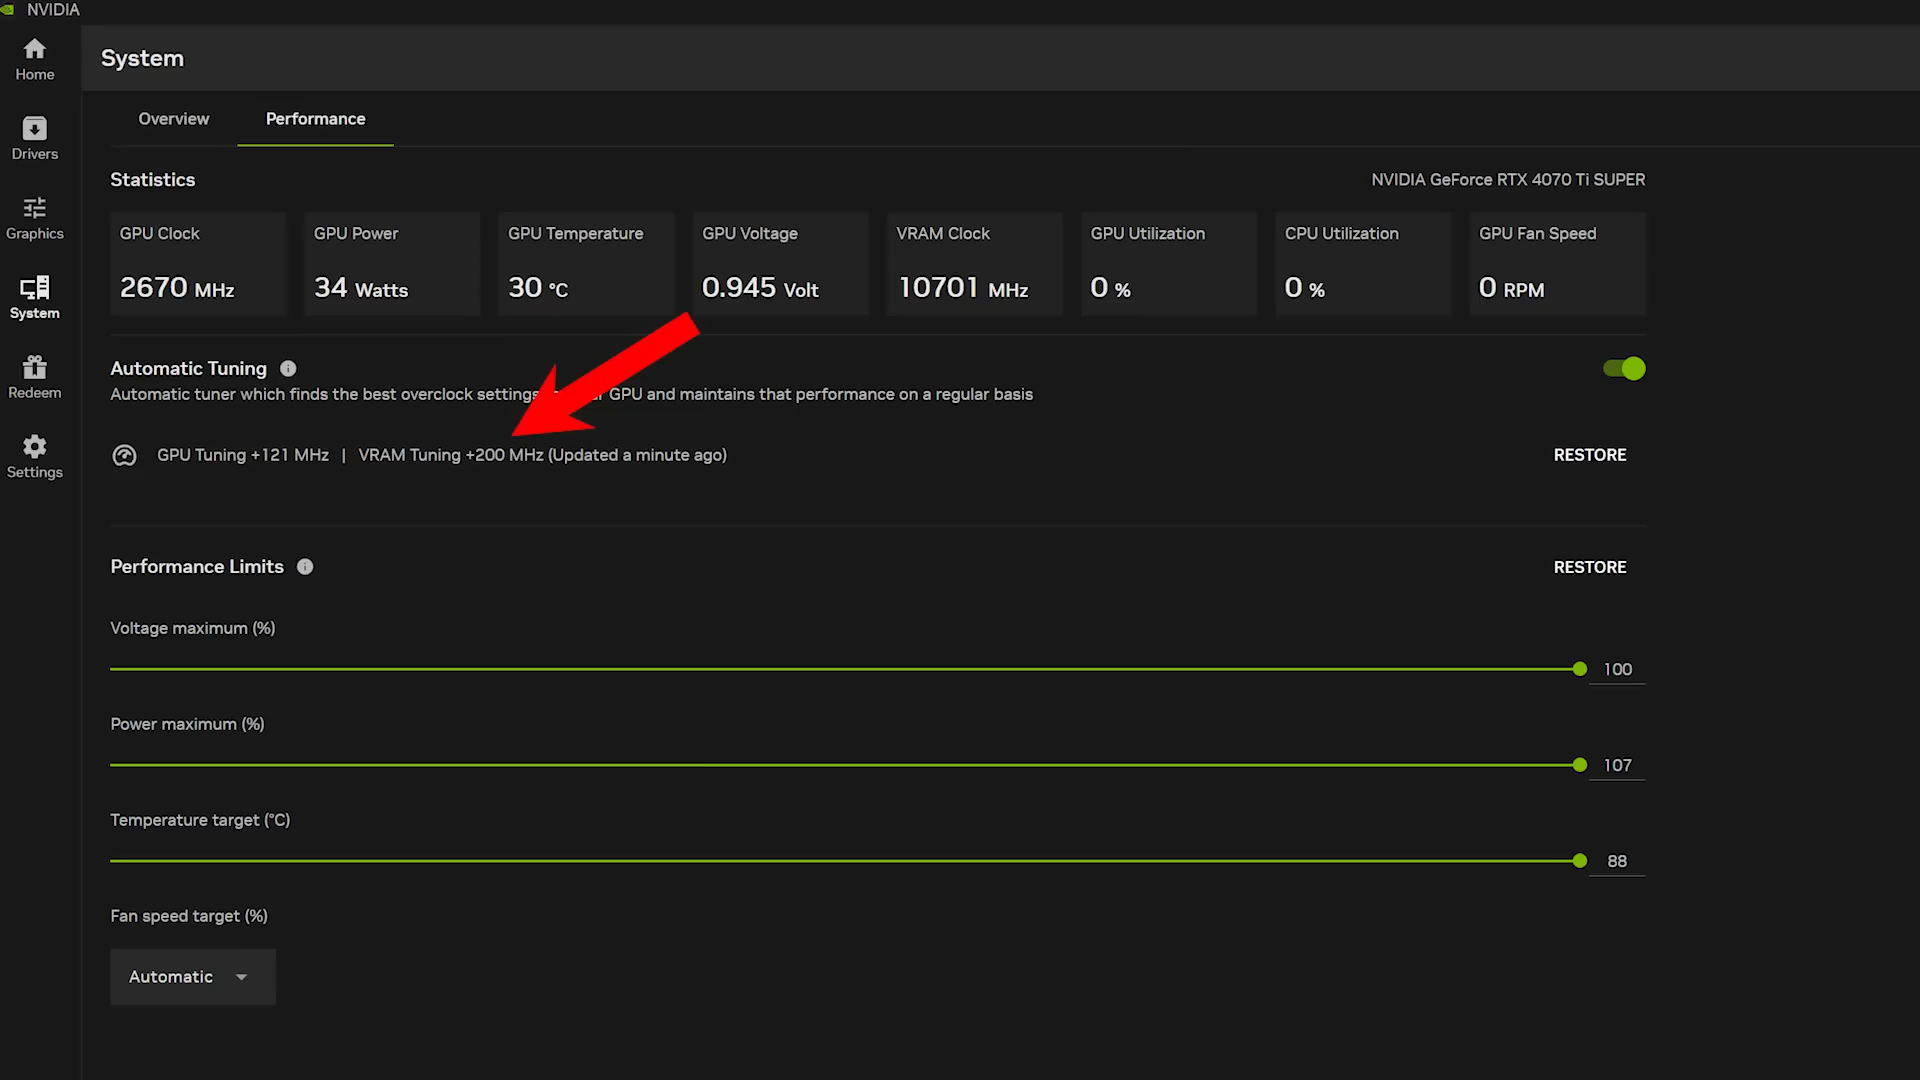 NVIDIA
Home
Drivers
Graphics
System
Redeem
Settings
System
Overview
Performance
Statistics
NVIDIA GeForce RTX 4070 Ti SUPER
GPU Clock
2670 MHz
GPU Power
34 Watts
GPU Temperature
30 °C
GPU Voltage
0.945 Volt
VRAM Clock
10701 MHz
GPU Utilization
0 %
CPU Utilization
0 %
GPU Fan Speed
0 RPM
Automatic Tuning
Automatic tuner which finds the best overclock settings GPU and maintains that performance on a regular basis
GPU Tuning +121 MHz | VRAM Tuning +200 MHz (Updated a minute ago)
RESTORE
Performance Limits
RESTORE
Voltage maximum (%)
100
Power maximum (%)
107
Temperature target (°C)
88
Fan speed target (%)
Automatic